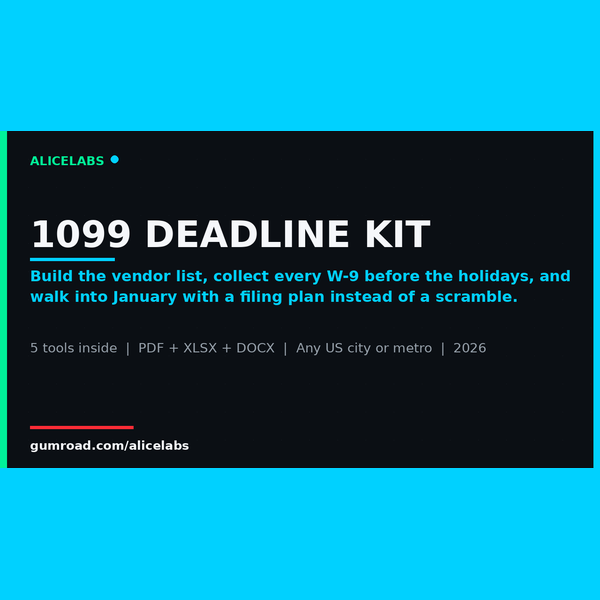 ALICELABS
1099 DEADLINE KIT
Build the vendor list, collect every W-9 before the holidays, and
walk into January with a filing plan instead of a scramble.
5 tools inside | PDF + XLSX + DOCX | Any US city or metro | 2026
gumroad.com/alicelabs